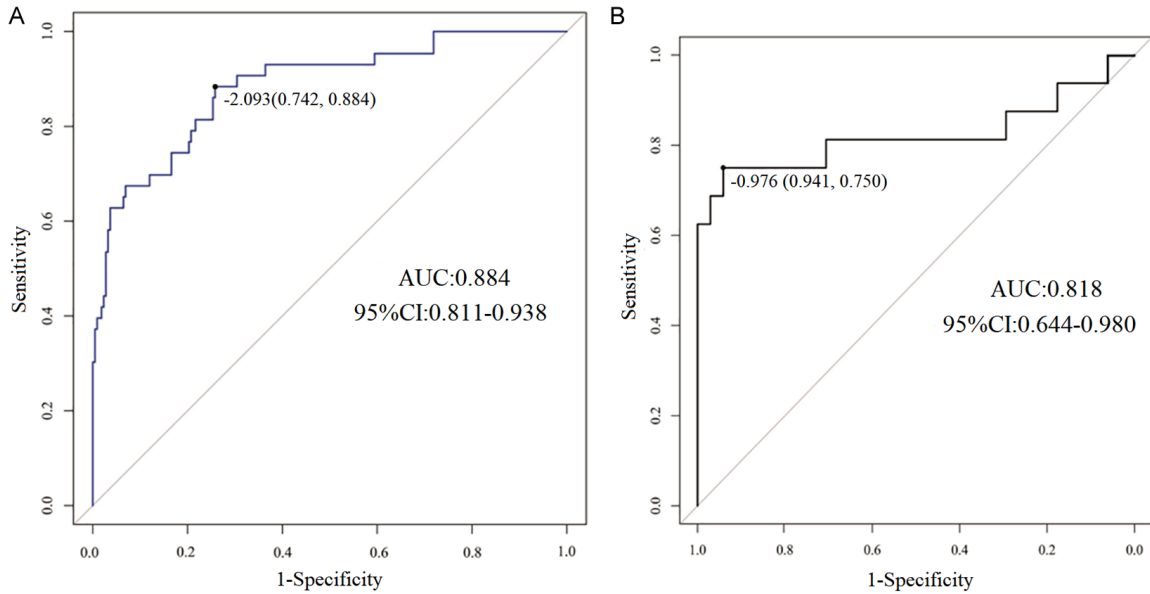 A
1.0
0.8
0.6
0.4
0.2
0.0
Sensitivity
-2.093(0.742, 0.884)
AUC:0.884
95%CI:0.811-0.938
0.0 0.2 0.4 0.6 0.8 1.0
1-Specificity
B
1.0
0.8
0.6
0.4
0.2
0.0
Sensitivity
-0.976 (0.941, 0.750)
AUC:0.818
95%CI:0.644-0.980
1.0 0.8 0.6 0.4 0.2 0.0
1-Specificity